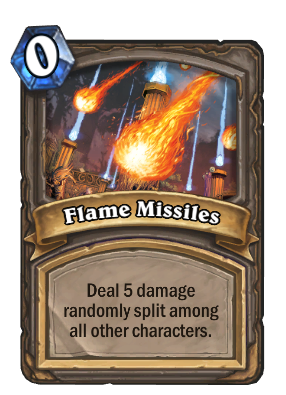 0
Flame Missiles
Deal 5 damage
randomly split among
all other characters.